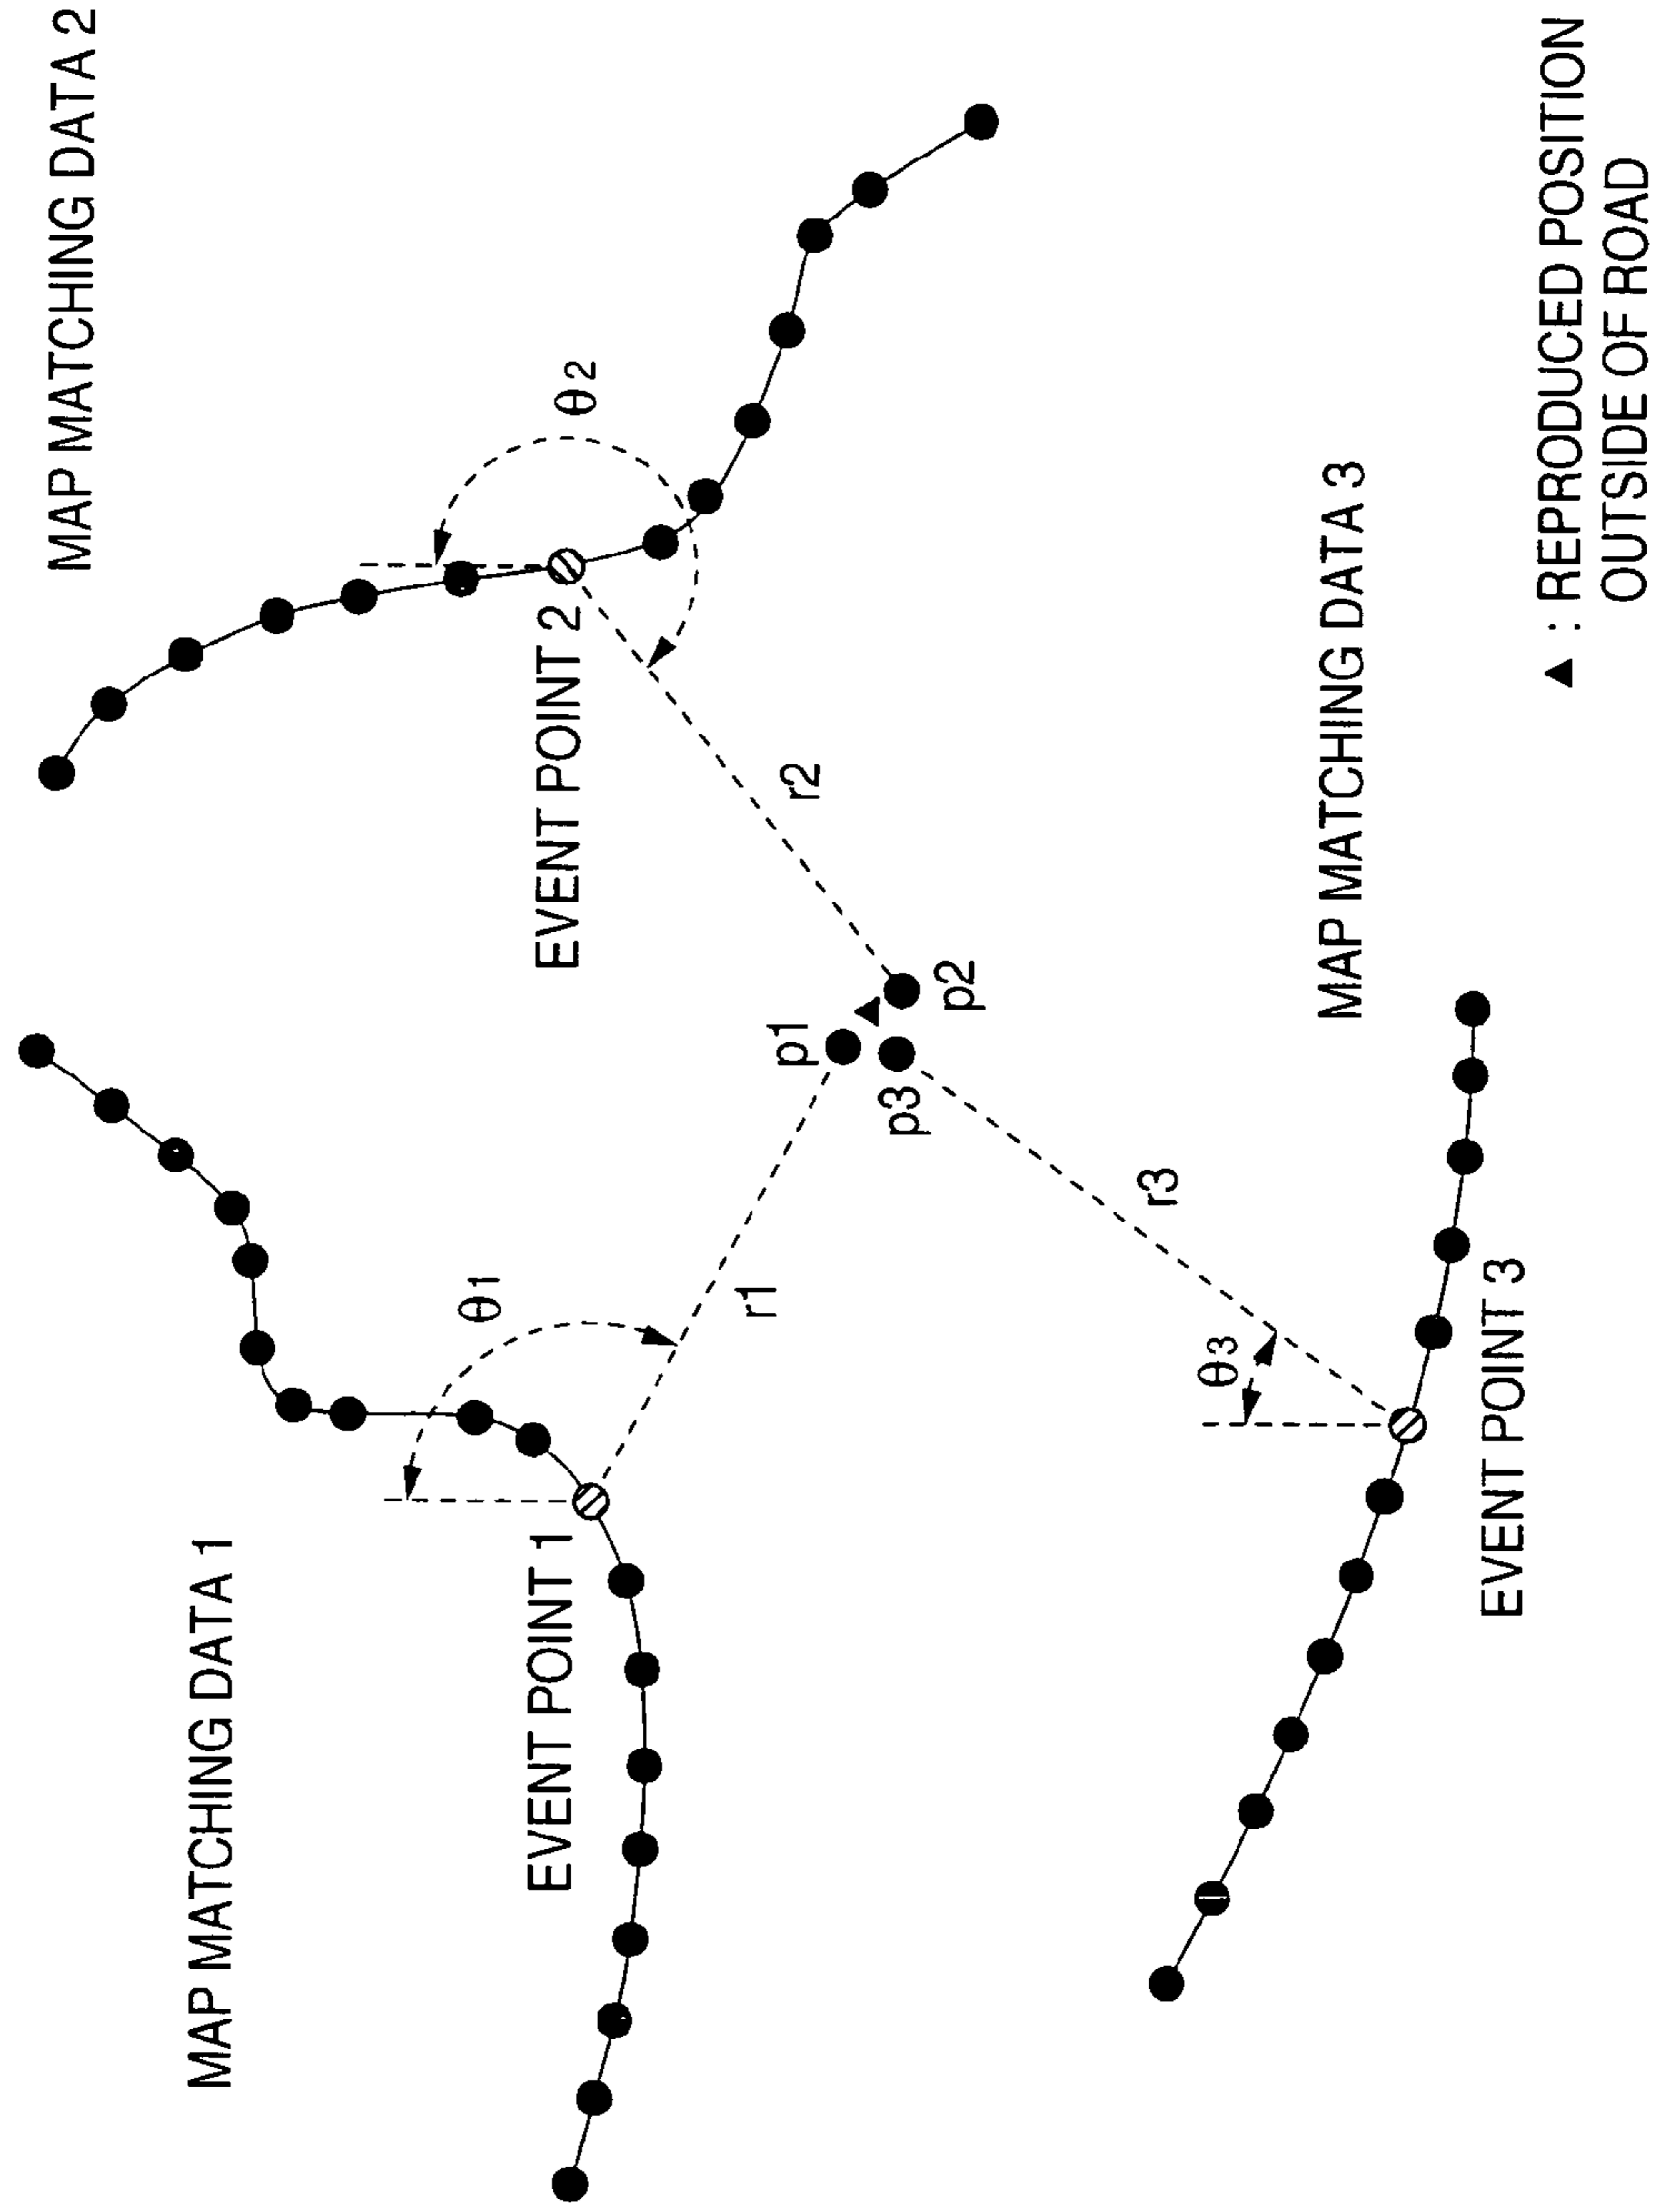 MAP MATCHING DATA 1
MAP MATCHING DATA 2
θ1
θ2
EVENT POINT 1
EVENT POINT 2
r1
r2
p1
p2
p3
r3
θ3
MAP MATCHING DATA 3
EVENT POINT 3
▲ : REPRODUCED POSITION
OUTSIDE OF ROAD